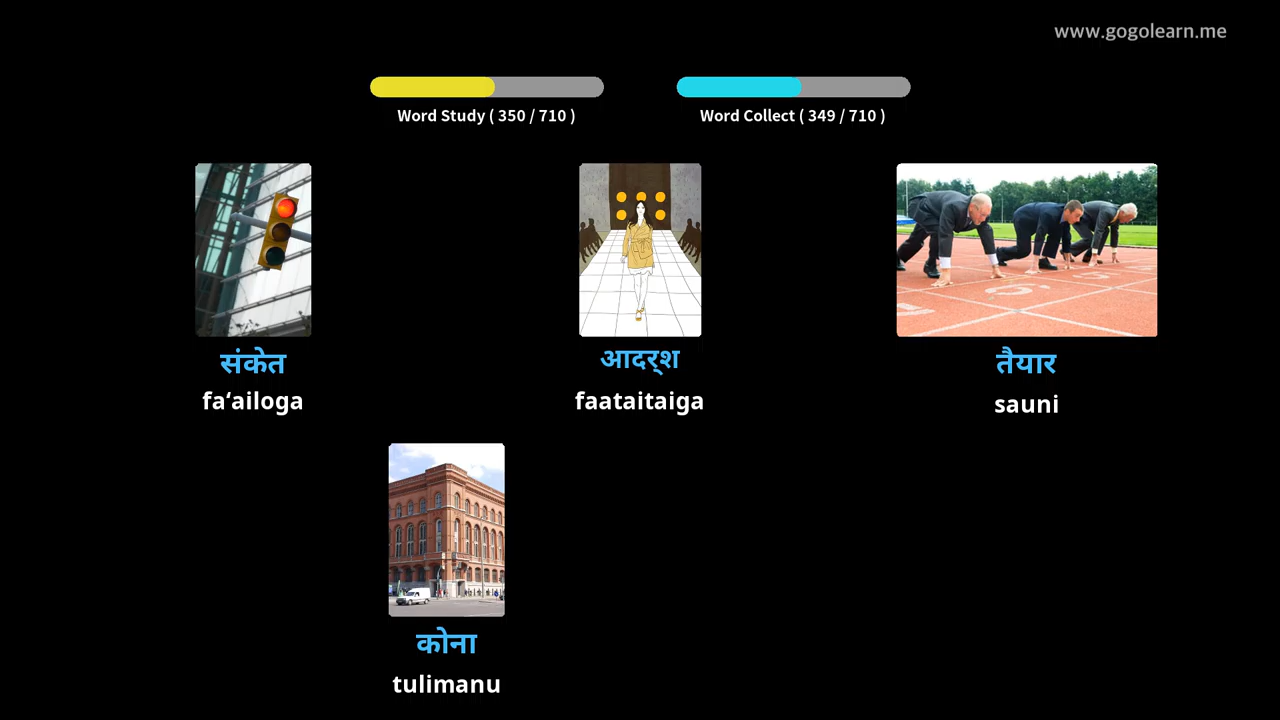 www.gogolearn.me
Word Study ( 350 / 710 )
Word Collect ( 349 / 710 )
संकेत
fa‘ailoga
आदर्‌श
faataitaiga
तैयार
sauni
कोना
tulimanu